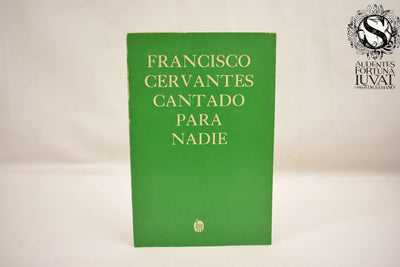 FRANCISCO
CERVANTES
CANTADO
PARA
NADIE
S
AUDENTES
FORTUNA
IUVAT